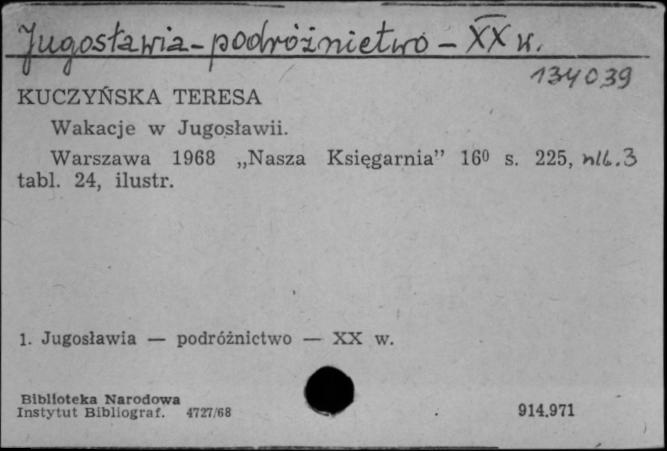 Jugosławia - podróżnictwo - XX w.
134039
KUCZYŃSKA TERESA
Wakacje w Jugosławii.
Warszawa 1968 „Nasza Księgarnia” 16⁰ s. 225, nlb. 3
tabl. 24, ilustr.
1. Jugosławia — podróżnictwo — XX w.
Biblioteka Narodowa
Instytut Bibliograf. 4727/68 914.971